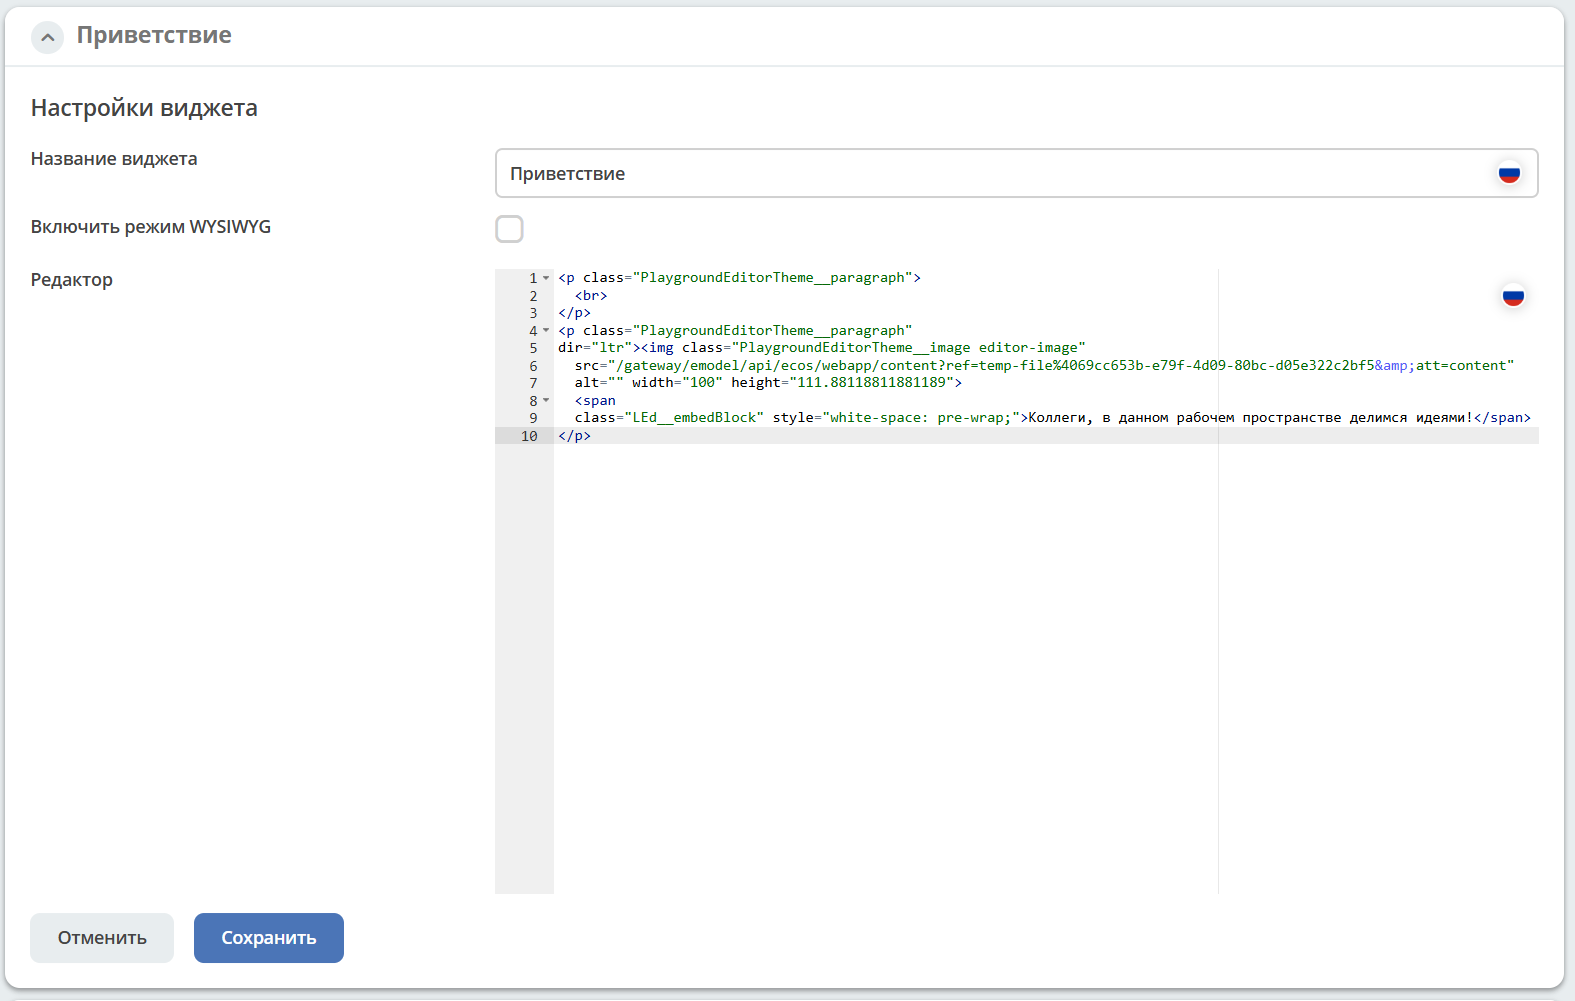 Приветствие
Настройки виджета
Название виджета
Приветствие
Включить режим WYSIWYG
Редактор
1 <p class="PlaygroundEditorTheme__paragraph">
2 <br>
3 </p>
4 <p class="PlaygroundEditorTheme__paragraph"
5 dir="ltr"><img class="PlaygroundEditorTheme__image editor-image"
6 src="/gateway/emodel/api/ecos/webapp/content?ref=temp-file%4069cc653b-e79f-4d09-80bc-d05e322c2bf5&amp;att=content"
7 alt="" width="100" height="111.88118811881189">
8 <span
9 class="LEd__embedBlock" style="white-space: pre-wrap;">Коллеги, в данном рабочем пространстве делимся идеями!</span>
10 </p>
Отменить
Сохранить